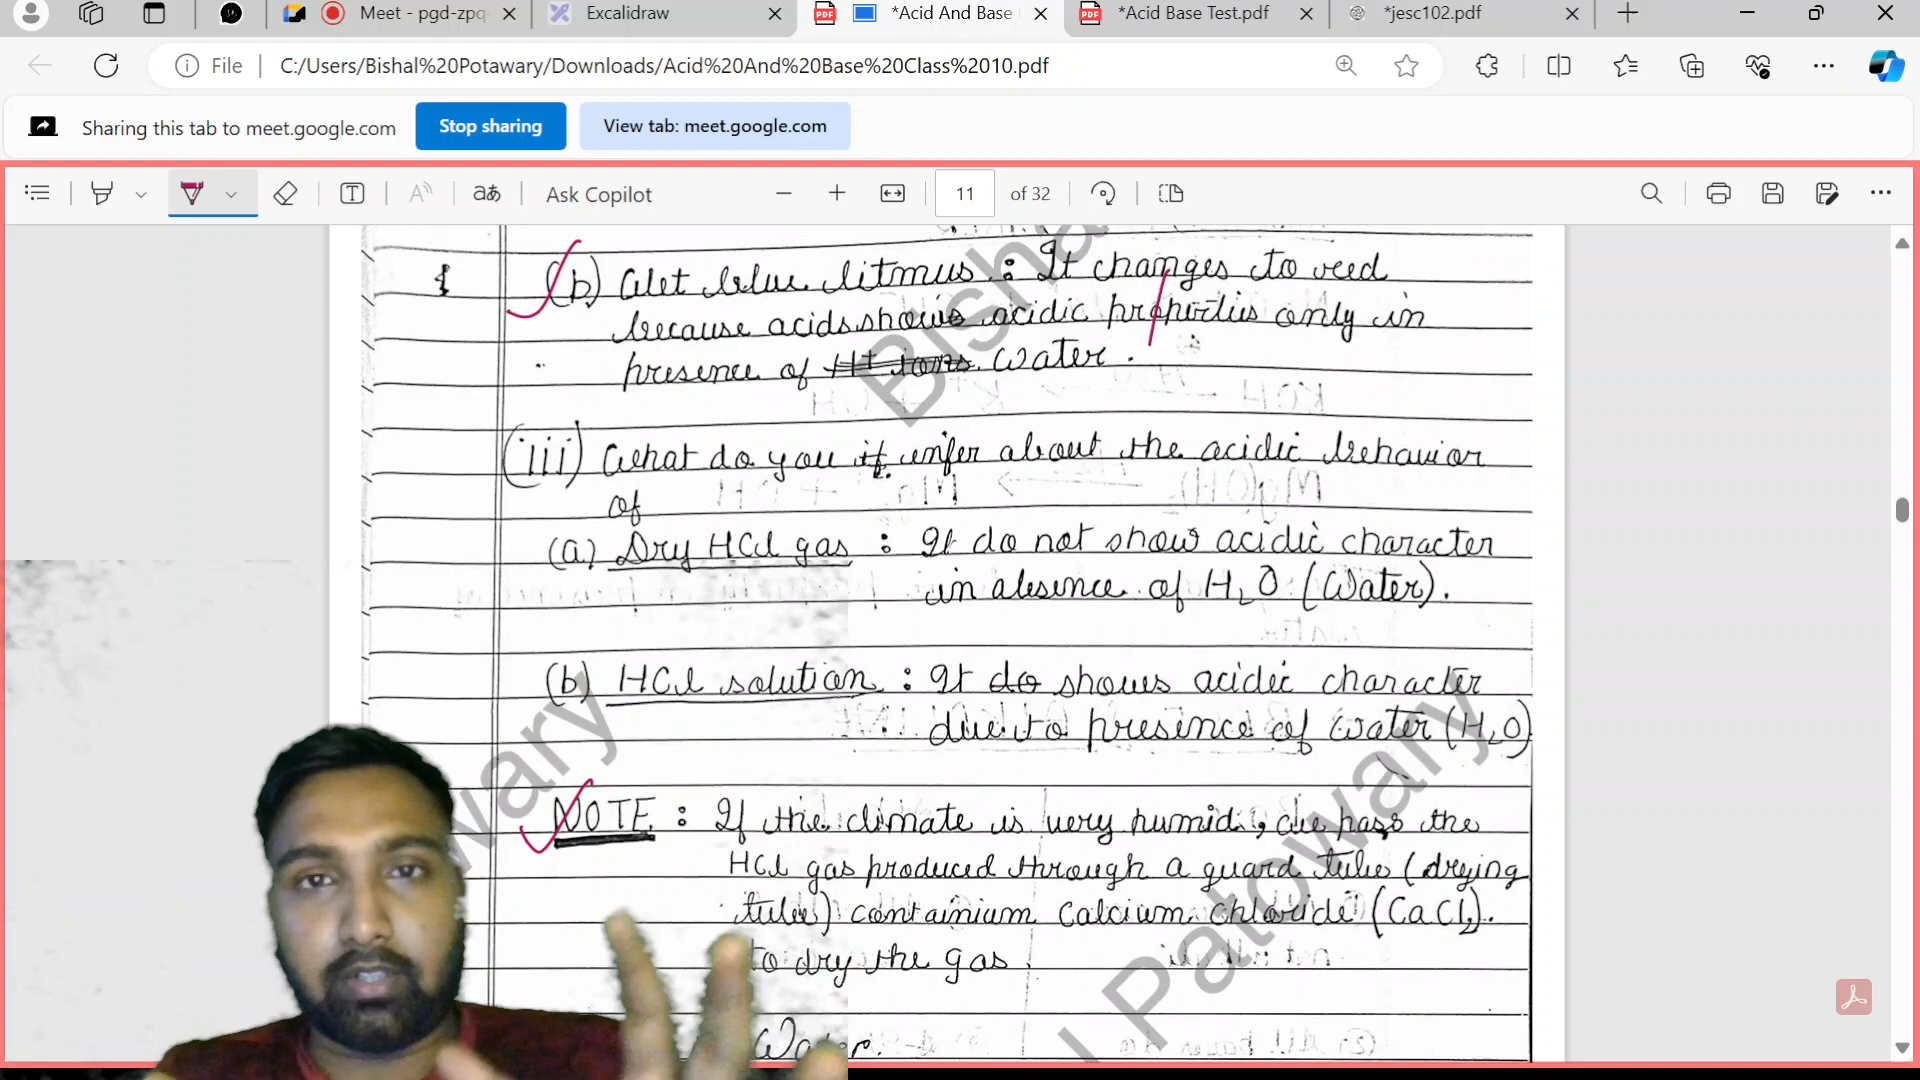 Meet - pgd-zpq
Excalidraw
*Acid And Base
*Acid Base Test.pdf
*jesc102.pdf
File
C:/Users/Bishal%20Potawary/Downloads/Acid%20And%20Base%20Class%2010.pdf
Sharing this tab to meet.google.com
Stop sharing
View tab: meet.google.com
Ask Copilot
11 of 32
(b) Wet blue litmus : It changes to red
because acids shows acidic properties only in
presence of H+ ions. Water.
(iii) What do you if infer about the acidic behavior
of
(a) Dry HCl gas : It do not show acidic character
in absence of H2O (Water).
(b) HCl solution : It do shows acidic character
due to presence of water (H2O)
NOTE : If the climate is very humid, we pass the
HCl gas produced through a guard tube (drying
tube) containium Calcium chloride (CaCl2).
to dry the gas.
Water.